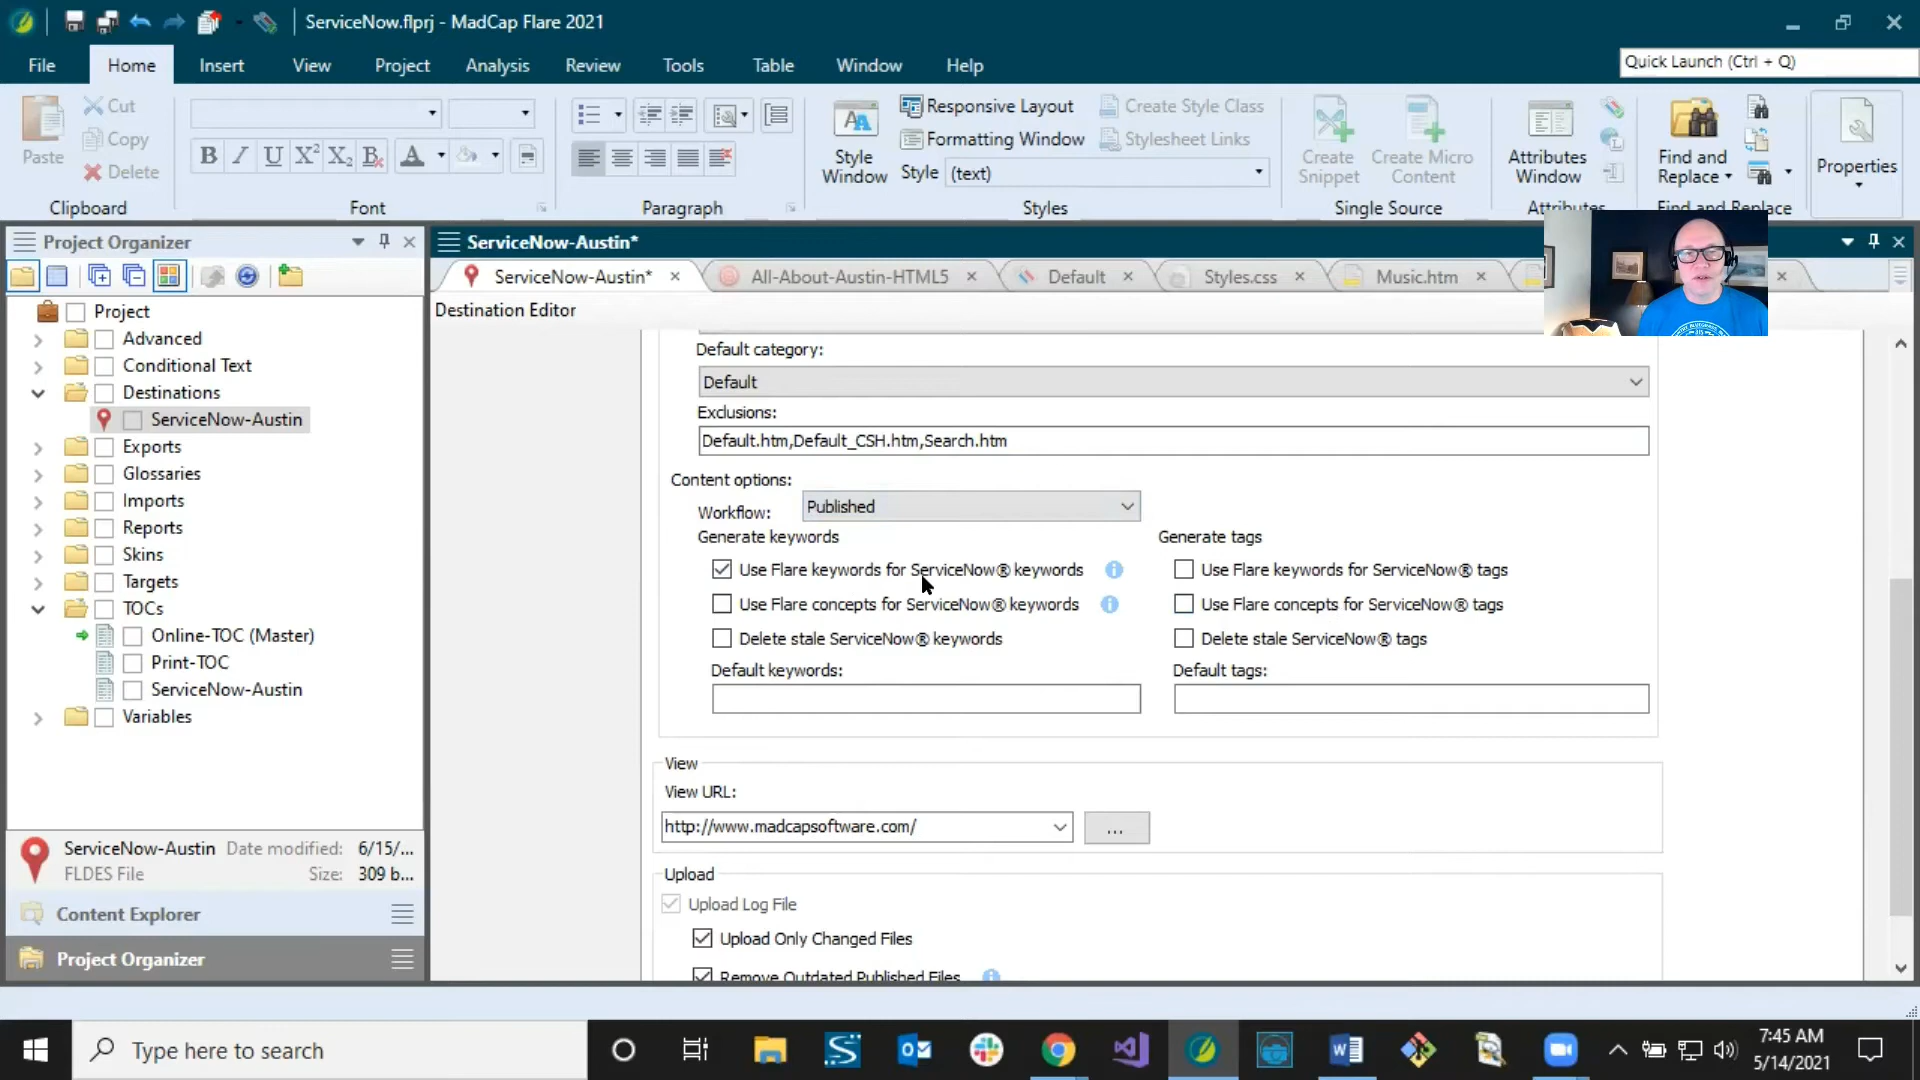 ServiceNow.flprj - MadCap Flare 2021
File Home Insert View Project Analysis Review Tools Table Window Help
Quick Launch (Ctrl + Q)
Paste
Cut
Copy
Delete
Clipboard
B I U X² X₂ B
A
Font
Paragraph
Style Window
Responsive Layout
Formatting Window
Style (text)
Create Style Class
Stylesheet Links
Styles
Create Snippet
Create Micro Content
Single Source
Attributes Window
Attributes
Find and Replace
Find and Replace
Properties
Project Organizer
Project
Advanced
Conditional Text
Destinations
ServiceNow-Austin
Exports
Glossaries
Imports
Reports
Skins
Targets
TOCs
Online-TOC (Master)
Print-TOC
ServiceNow-Austin
Variables
ServiceNow-Austin Date modified: 6/15/...
FLDES File Size: 309 b...
Content Explorer
Project Organizer
ServiceNow-Austin*
ServiceNow-Austin* All-About-Austin-HTML5 Default Styles.css Music.htm
Destination Editor
Default category:
Default
Exclusions:
Default.htm,Default_CSH.htm,Search.htm
Content options:
Workflow: Published
Generate keywords
Use Flare keywords for ServiceNow® keywords
Use Flare concepts for ServiceNow® keywords
Delete stale ServiceNow® keywords
Default keywords:
Generate tags
Use Flare keywords for ServiceNow® tags
Use Flare concepts for ServiceNow® tags
Delete stale ServiceNow® tags
Default tags:
View
View URL:
http://www.madcapsoftware.com/
...
Upload
Upload Log File
Upload Only Changed Files
Remove Outdated Published Files
Type here to search
7:45 AM
5/14/2021